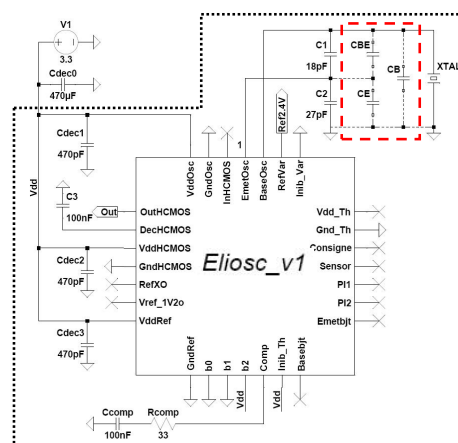 V1
3.3
Cdec0
470µF
C1
18pF
CBE
CB
XTAL
C2
27pF
CE
Ref2.4V
1
Cdec1
470pF
Vdd
C3
100nF
Out
VddOsc
GndOsc
InHCMOS
EmetOsc
BaseOsc
RefVar
Inib_Var
OutHCMOS
DecHCMOS
VddHCMOS
GndHCMOS
RefXO
Vref_1V2o
VddRef
Eliosc_v1
Vdd_Th
Gnd_Th
Consigne
Sensor
PI1
PI2
Emetbjt
Cdec2
470pF
Cdec3
470pF
GndRef
b0
b1
b2
Comp
Inib_Th
Basebjt
Vdd
Vdd
Ccomp
100nF
Rcomp
33